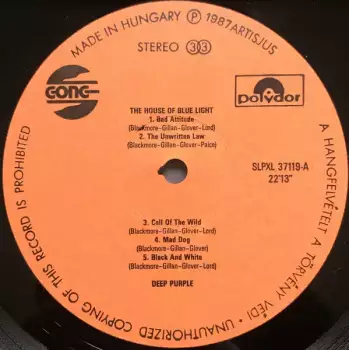 MADE IN HUNGARY Ⓟ 1987 ARTISJUS
STEREO 33
GONG
polydor
THE HOUSE OF BLUE LIGHT
1. Bad Attitude
(Blackmore-Gillan-Glover-Lord)
2. The Unwritten Law
(Blackmore-Gillan-Glover-Paice)
SLPXL 37119-A
22'13"
3. Call Of The Wild
(Blackmore-Gillan-Glover-Lord)
4. Mad Dog
(Blackmore-Gillan-Glover)
5. Black And White
(Blackmore-Gillan-Glover-Lord)
DEEP PURPLE
A HANGFELVÉTELT A TÖRVÉNY VÉDI • UNAUTHORIZED COPYING OF THIS RECORD IS PROHIBITED